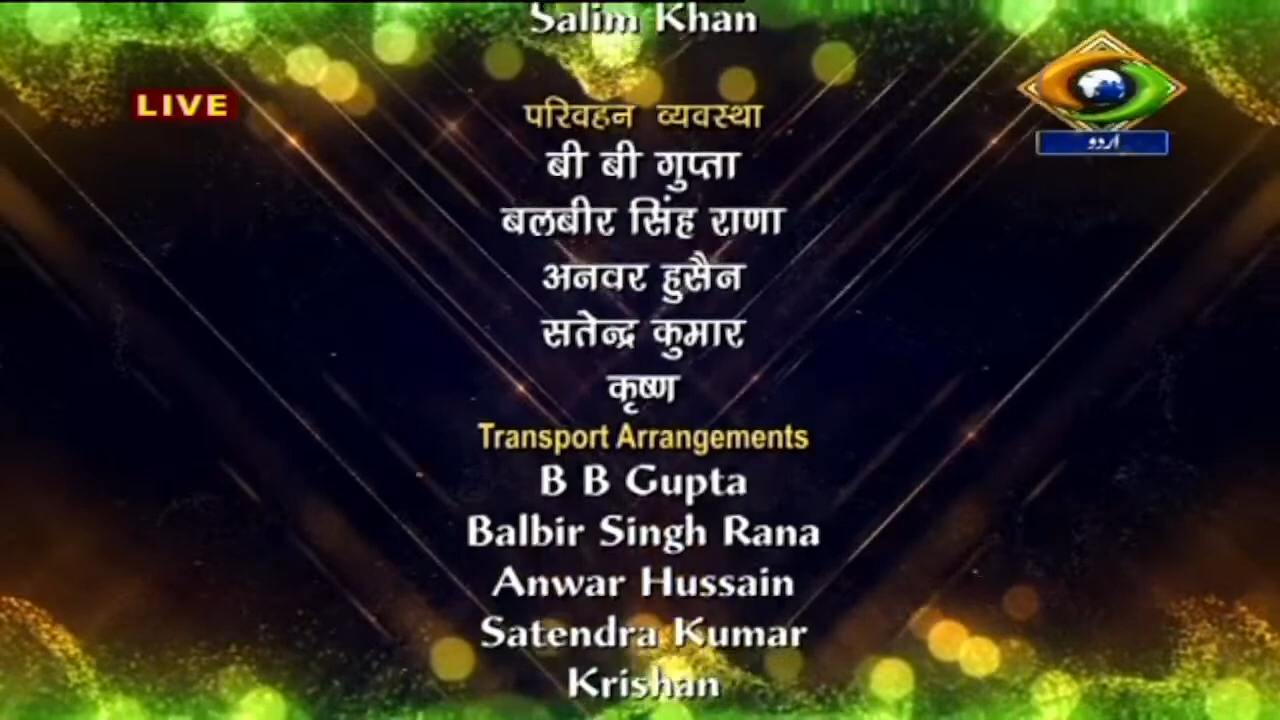 Salim Khan
LIVE
परिवहन व्यवस्था
اردو
बी बी गुप्ता
बलबीर सिंह राणा
अनवर हुसैन
सतेन्द्र कुमार
कृष्ण
Transport Arrangements
B B Gupta
Balbir Singh Rana
Anwar Hussain
Satendra Kumar
Krishan